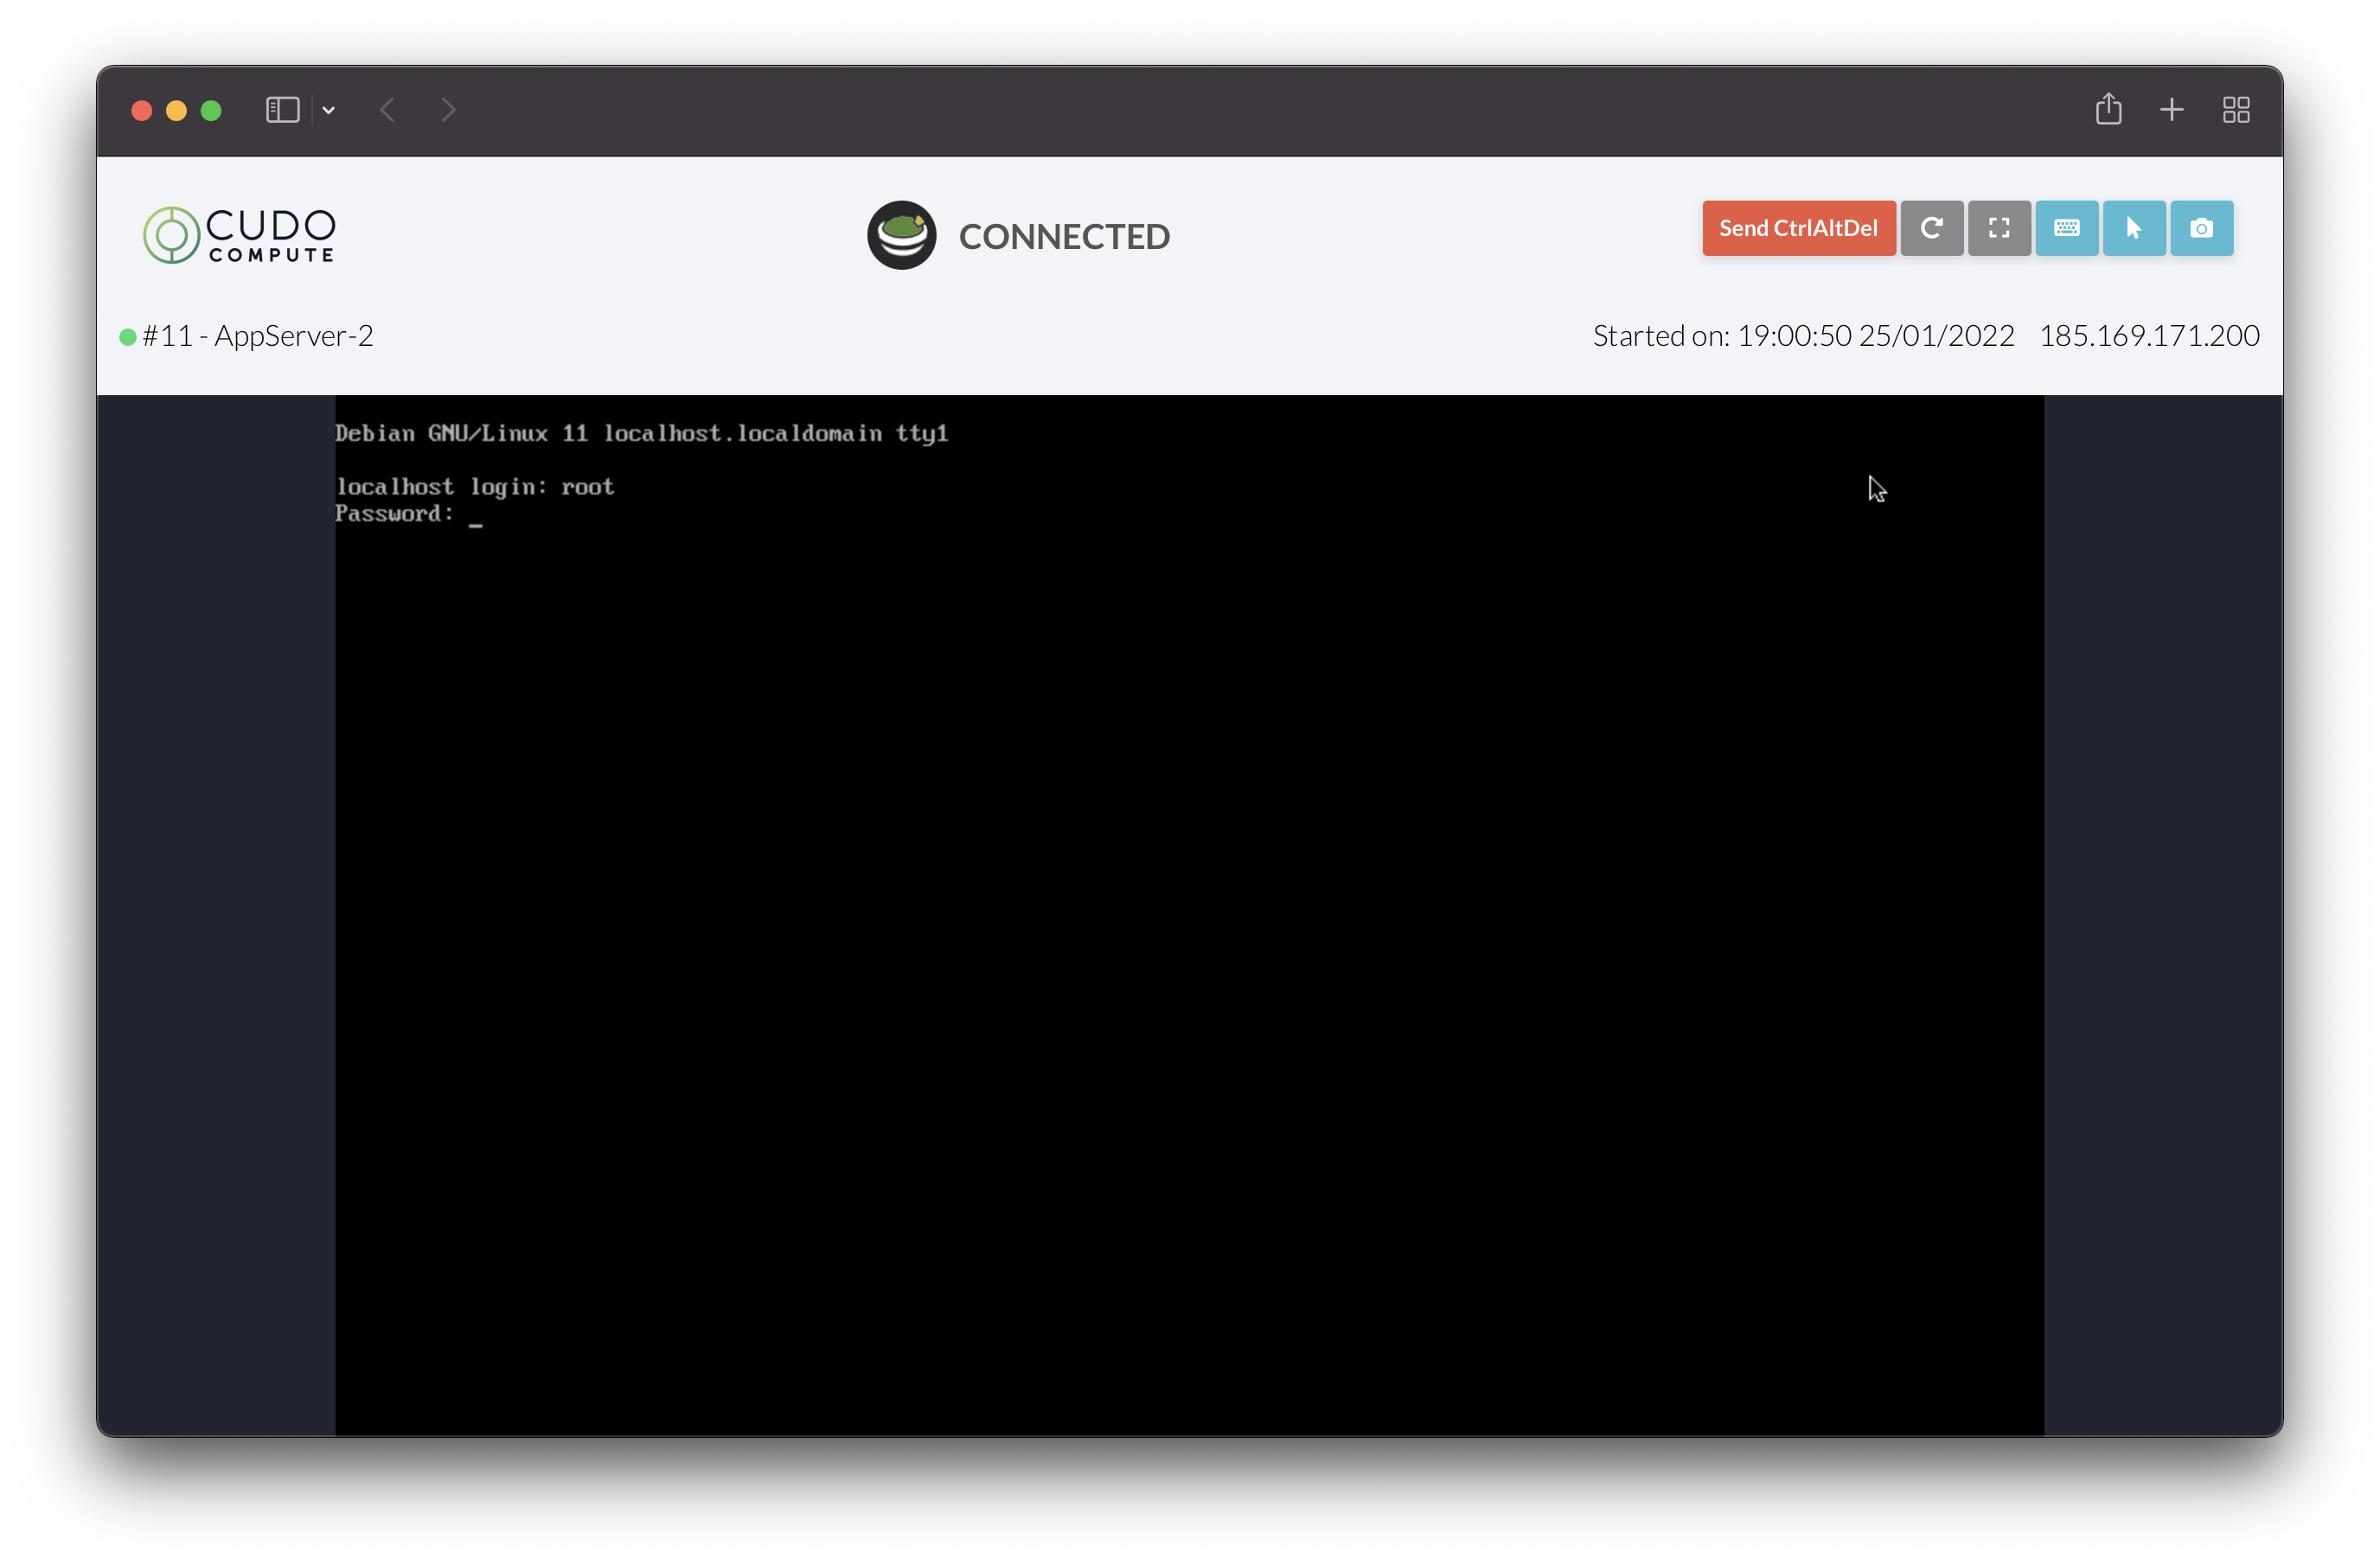 CUDO
COMPUTE
CONNECTED
Send CtrlAltDel
#11 - AppServer-2
Started on: 19:00:50 25/01/2022 185.169.171.200
Debian GNU/Linux 11 localhost.localdomain tty1
localhost login: root
Password: _